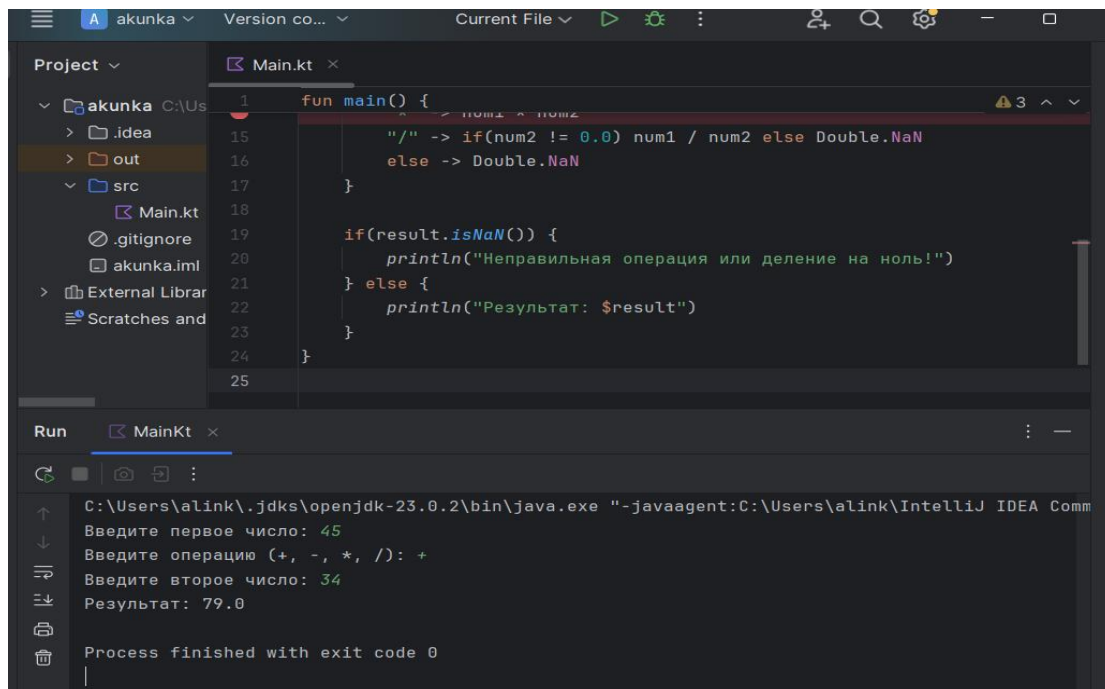 A akunka Version co... Current File
Project
Main.kt
akunka C:\Us
.idea
out
src
Main.kt
.gitignore
akunka.iml
External Librar
Scratches and
1 fun main() {
3
"*" -> num1 * num2
15 "/" -> if(num2 != 0.0) num1 / num2 else Double.NaN
16 else -> Double.NaN
17 }
18
19 if(result.isNaN()) {
20 println("Неправильная операция или деление на ноль!")
21 } else {
22 println("Результат: $result")
23 }
24 }
25
Run MainKt
C:\Users\alink\.jdks\openjdk-23.0.2\bin\java.exe "-javaagent:C:\Users\alink\IntelliJ IDEA Comm
Введите первое число: 45
Введите операцию (+, -, *, /): +
Введите второе число: 34
Результат: 79.0
Process finished with exit code 0